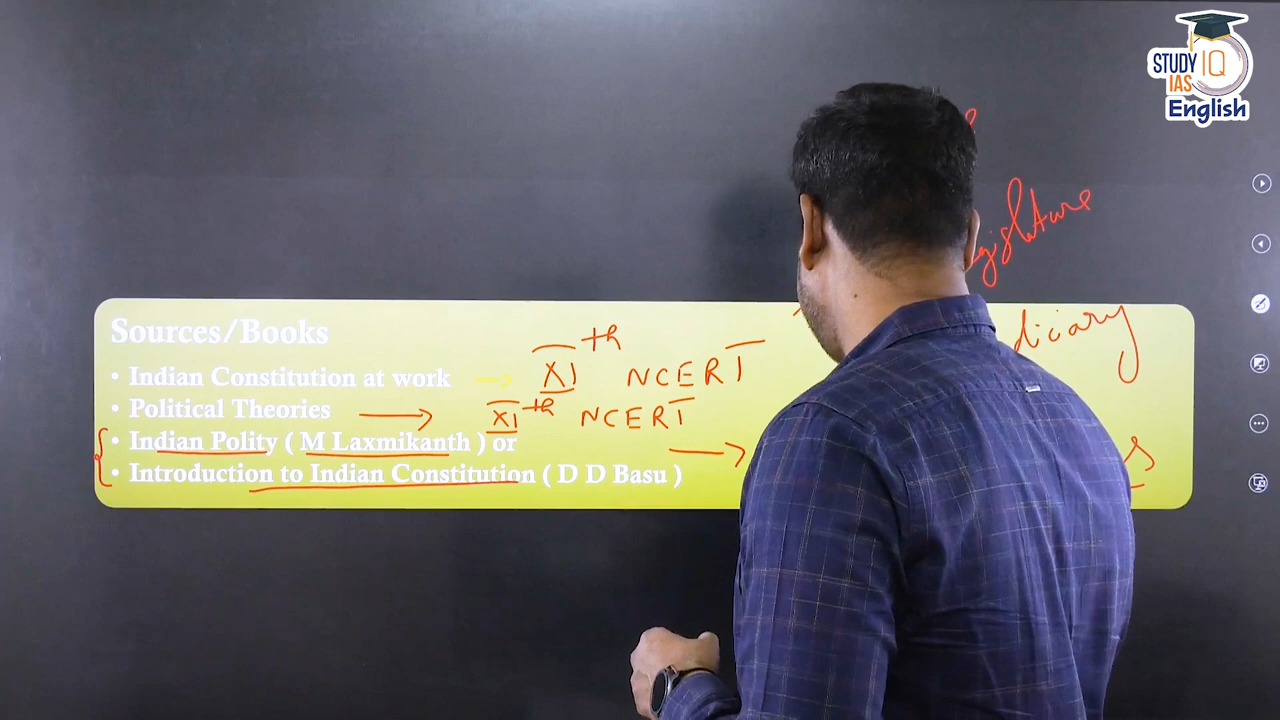 STUDY IQ
IAS
English
Sources/Books
• Indian Constitution at work → XIth NCERT
• Political Theories → XIth NCERT
• Indian Polity ( M Laxmikanth ) or
• Introduction to Indian Constitution ( D D Basu ) →